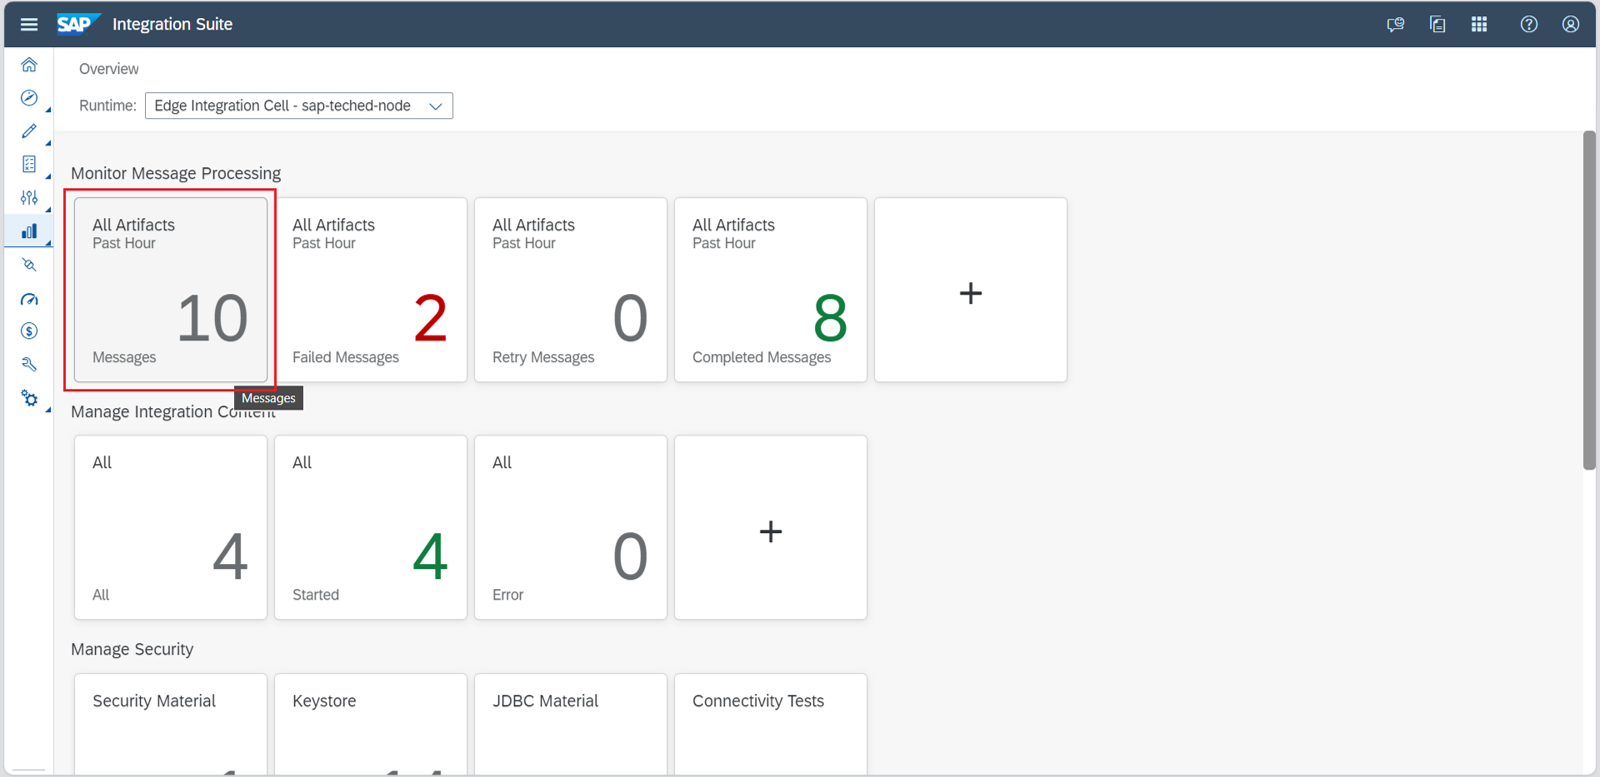 SAP Integration Suite
Overview
Runtime: Edge Integration Cell - sap-teched-node
Monitor Message Processing
All Artifacts
Past Hour
10
Messages
All Artifacts
Past Hour
2
Failed Messages
All Artifacts
Past Hour
0
Retry Messages
All Artifacts
Past Hour
8
Completed Messages
+
Messages
Manage Integration Content
All
4
All
All
4
Started
All
0
Error
+
Manage Security
Security Material
Keystore
JDBC Material
Connectivity Tests